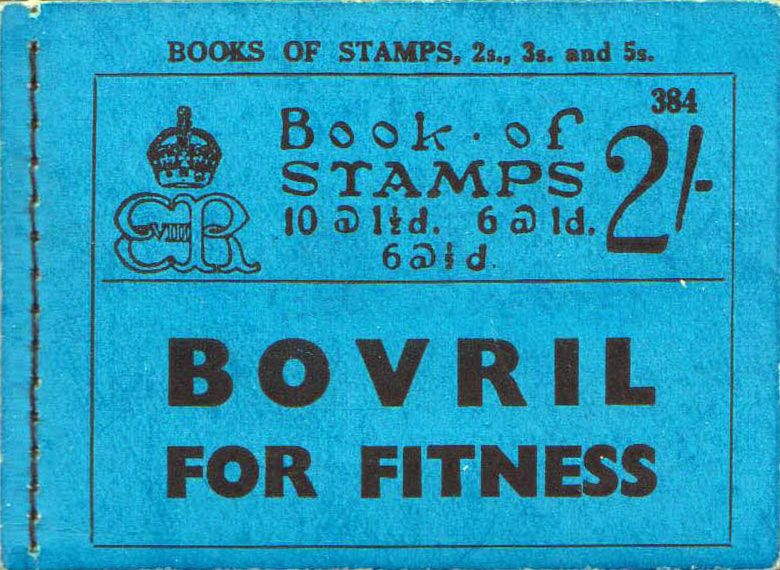 BOOKS OF STAMPS, 2s., 3s. and 5s.
384
Book · of
STAMPS
2/-
10 @ 1½d. 6 @ 1d.
6 @ ½d.
E VIII R
BOVRIL
FOR FITNESS